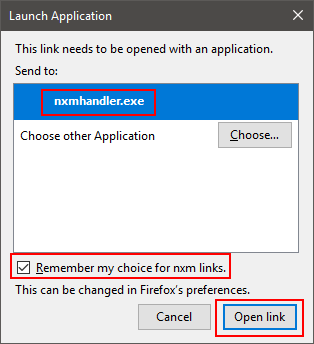 Launch Application
This link needs to be opened with an application.
Send to:
nxmhandler.exe
Choose other Application
Choose...
Remember my choice for nxm links.
This can be changed in Firefox's preferences.
Cancel
Open link